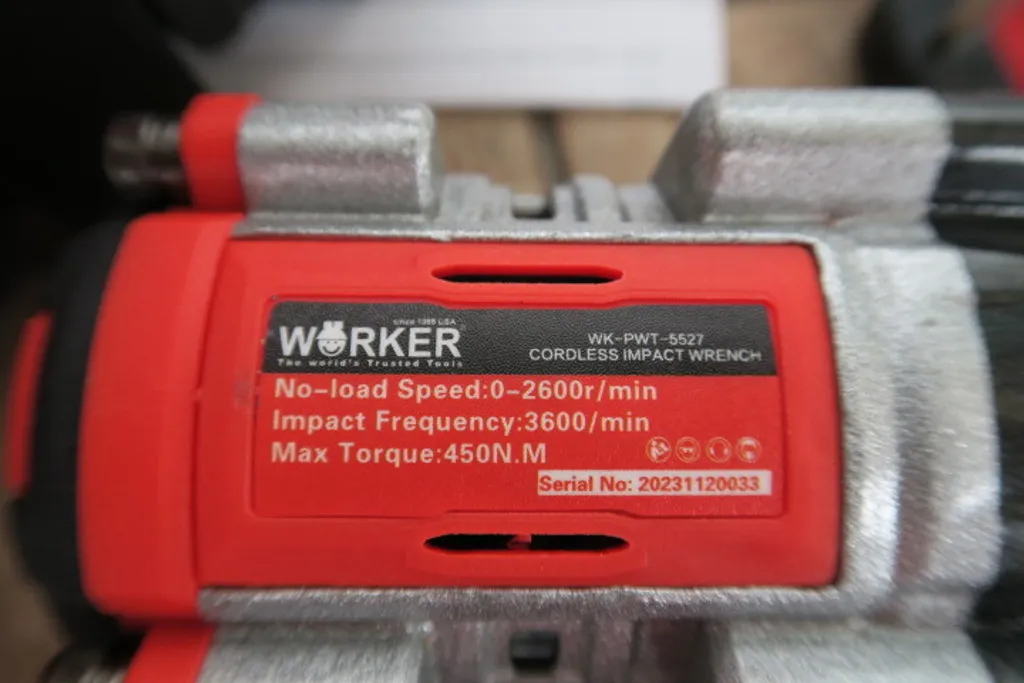 since 1988 USA
WORKER
The world's Trusted Tools
WK-PWT-5527
CORDLESS IMPACT WRENCH
No-load Speed:0-2600r/min
Impact Frequency:3600/min
Max Torque:450N.M
Serial No: 20231120033